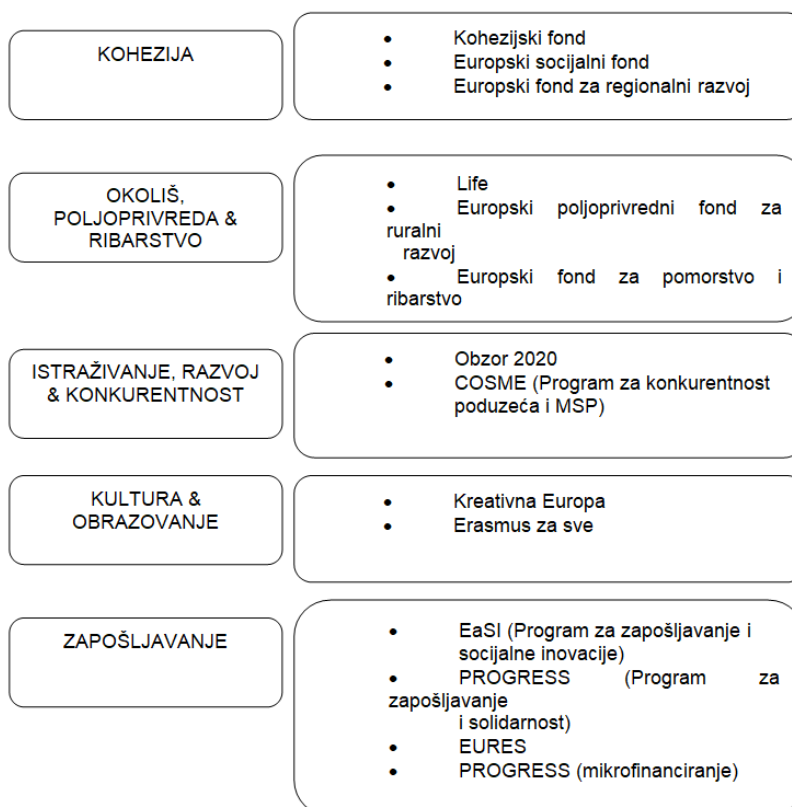 KOHEZIJA
• Kohezijski fond
• Europski socijalni fond
• Europski fond za regionalni razvoj
OKOLIŠ,
POLJOPRIVREDA &
RIBARSTVO
• Life
• Europski poljoprivredni fond za
ruralni
razvoj
• Europski fond za pomorstvo i
ribarstvo
ISTRAŽIVANJE, RAZVOJ
& KONKURENTNOST
• Obzor 2020
• COSME (Program za konkurentnost
poduzeća i MSP)
KULTURA &
OBRAZOVANJE
• Kreativna Europa
• Erasmus za sve
ZAPOŠLJAVANJE
• EaSI (Program za zapošljavanje i
socijalne inovacije)
• PROGRESS (Program za
zapošljavanje
i solidarnost)
• EURES
• PROGRESS (mikrofinanciranje)